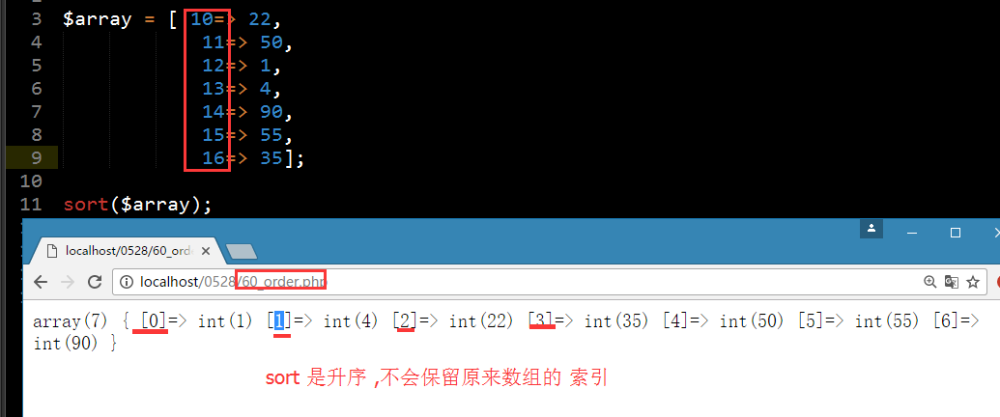 3 $array = [ 10=> 22,
4 11=> 50,
5 12=> 1,
6 13=> 4,
7 14=> 90,
8 15=> 55,
9 16=> 35];
10
11 sort($array);
localhost/0528/60_orde
localhost/0528/60_order.php
array(7) { [0]=> int(1) [1]=> int(4) [2]=> int(22) [3]=> int(35) [4]=> int(50) [5]=> int(55) [6]=>
int(90) }
sort 是升序 ,不会保留原来数组的 索引